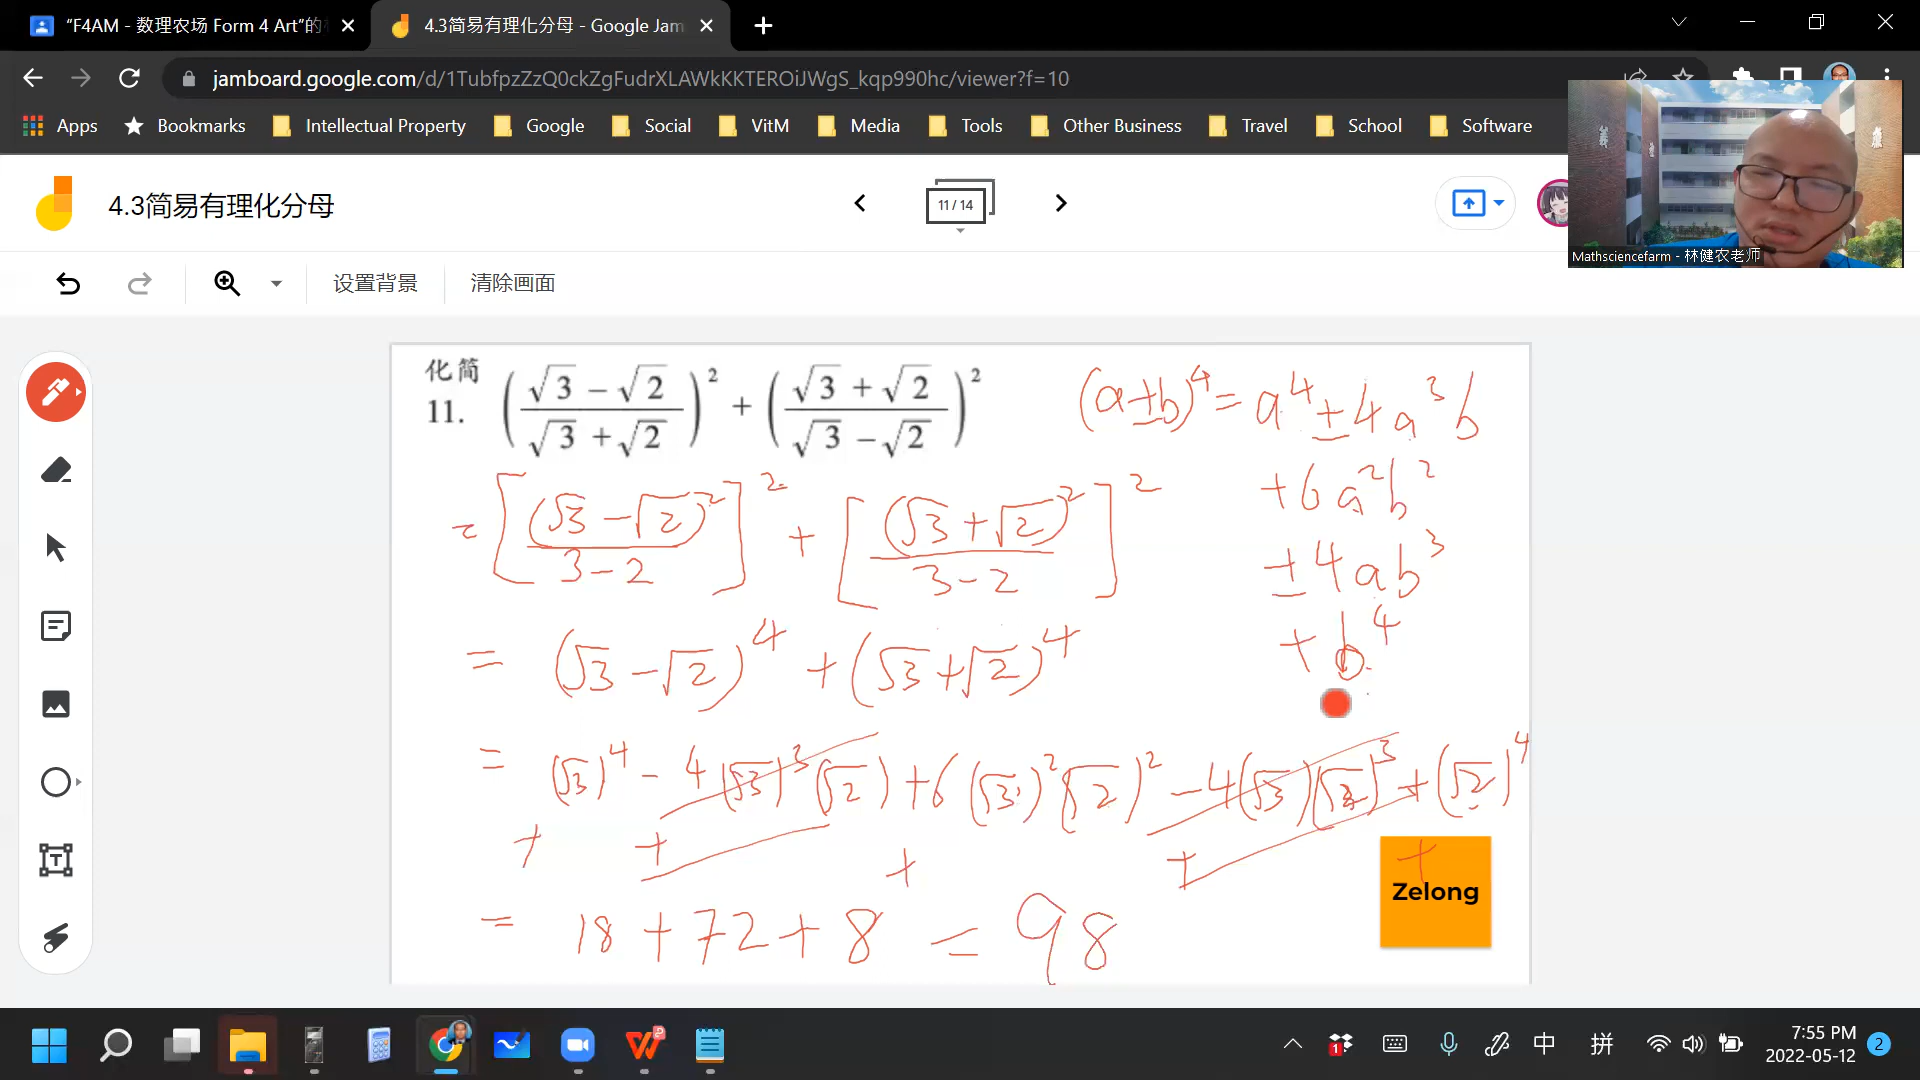 “F4AM - 数理农场 Form 4 Art”的
4.3简易有理化分母 - Google Jam
jamboard.google.com/d/1TubfpzZzQ0ckZgFudrXLAWkKKTEROiJWgS_kqp990hc/viewer?f=10
Apps Bookmarks Intellectual Property Google Social VitM Media Tools Other Business Travel School Software
4.3简易有理化分母
11 / 14
Mathsciencefarm - 林健农老师
设置背景 清除画面
化简
11. ((√3 − √2)/(√3 + √2))² + ((√3 + √2)/(√3 − √2))²
(a±b)⁴ = a⁴ ± 4a³b
+ 6a²b²
± 4ab³
+ b⁴
= [(√3 − √2)²/(3 − 2)]² + [(√3 + √2)²/(3 − 2)]²
= (√3 − √2)⁴ + (√3 + √2)⁴
= (√3)⁴ − 4(√3)³(√2) + 6(√3)²(√2)² − 4(√3)(√2)³ + (√2)⁴
+ + + + +
Zelong
= 18 + 72 + 8 = 98
1
中
拼
7:55 PM
2022-05-12
2